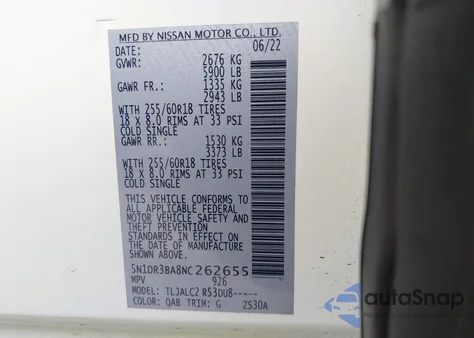 MFD BY NISSAN MOTOR CO., LTD.
DATE: 06/22
GVWR: 2676 KG
5900 LB
GAWR FR.: 1335 KG
2943 LB
WITH 255/60R18 TIRES
18 X 8.0 RIMS AT 33 PSI
COLD SINGLE
GAWR RR.: 1530 KG
3373 LB
WITH 255/60R18 TIRES
18 X 8.0 RIMS AT 33 PSI
COLD SINGLE
THIS VEHICLE CONFORMS TO
ALL APPLICABLE FEDERAL
MOTOR VEHICLE SAFETY AND
THEFT PREVENTION
STANDARDS IN EFFECT ON
THE DATE OF MANUFACTURE
SHOWN ABOVE.
5N1DR3BA8NC262655
MPV 926
MODEL: TLJALC2 R53DU8-----
COLOR: QAB TRIM: G ZS30A
autoSnap